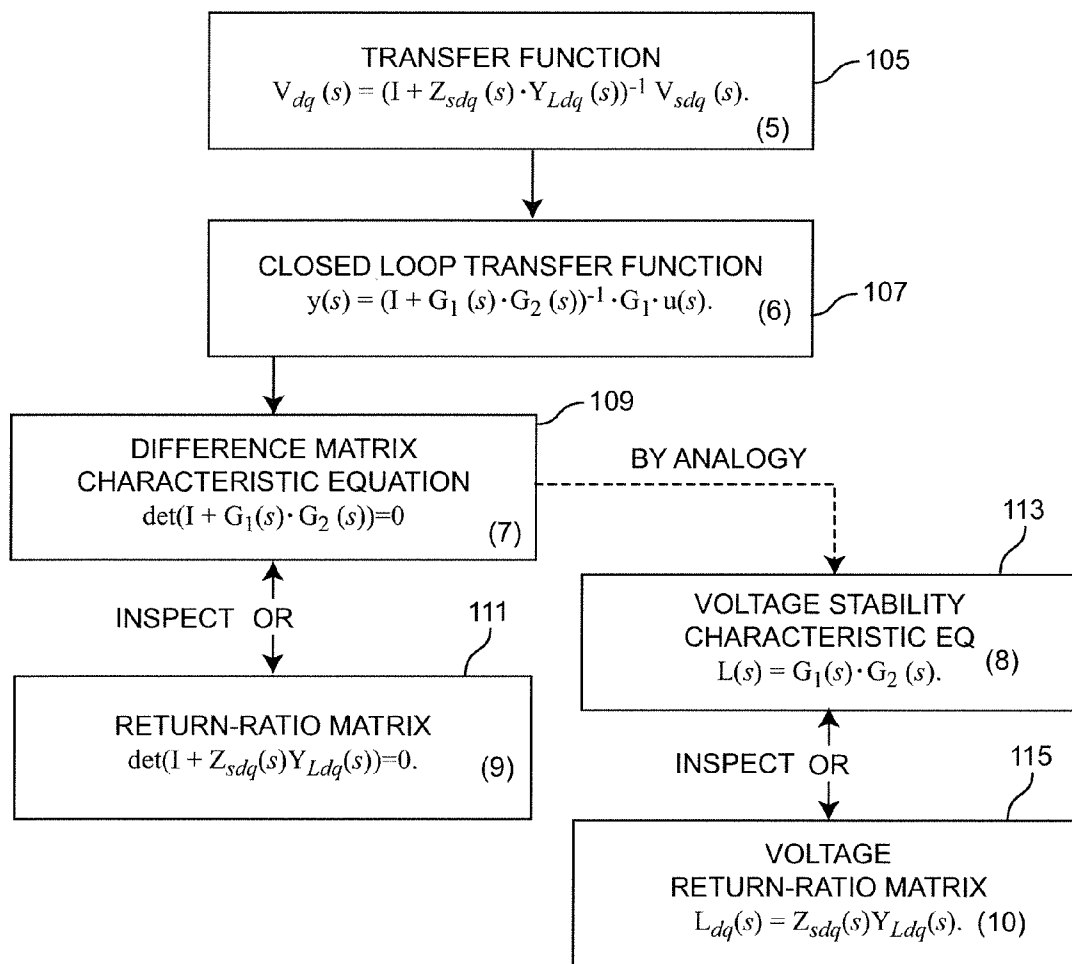 TRANSFER FUNCTION
V_dq (s) = (I + Z_sdq (s)·Y_Ldq (s))^-1 V_sdq (s).
(5)
105
CLOSED LOOP TRANSFER FUNCTION
y(s) = (I + G_1 (s)·G_2 (s))^-1·G_1·u(s).
(6)
107
109
DIFFERENCE MATRIX
CHARACTERISTIC EQUATION
det(I + G_1(s)·G_2 (s))=0
(7)
BY ANALOGY
INSPECT OR
111
RETURN-RATIO MATRIX
det(I + Z_sdq(s)Y_Ldq(s))=0.
(9)
113
VOLTAGE STABILITY
CHARACTERISTIC EQ
L(s) = G_1(s)·G_2 (s).
(8)
INSPECT OR
115
VOLTAGE
RETURN-RATIO MATRIX
L_dq(s) = Z_sdq(s)Y_Ldq(s). (10)